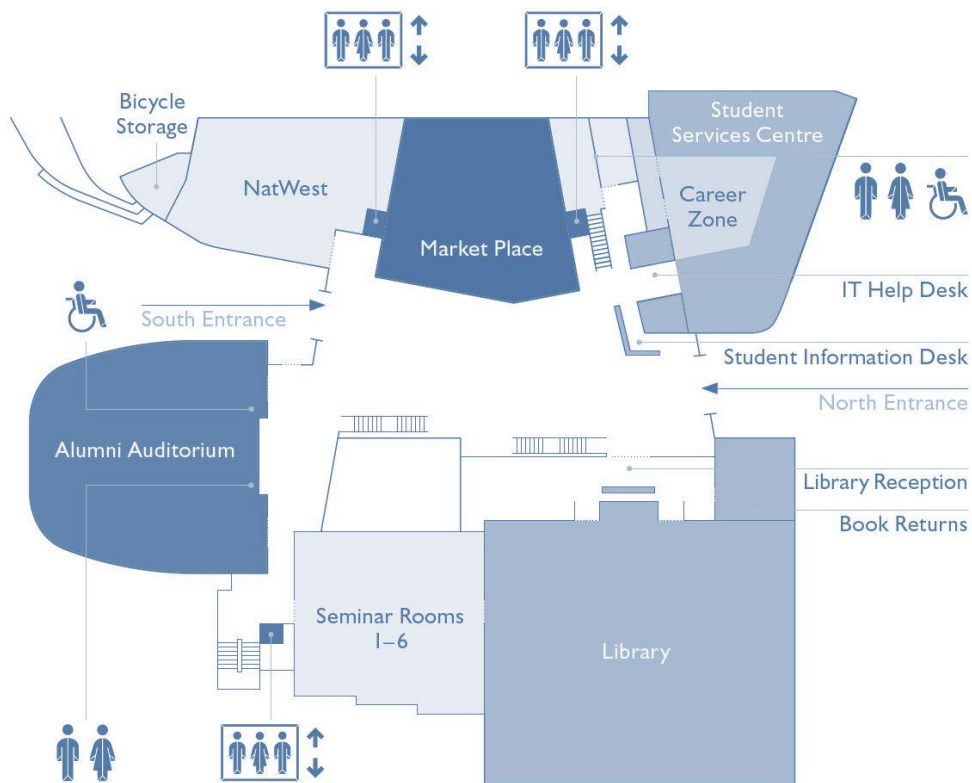 Bicycle
Storage
NatWest
Market Place
Student
Services Centre
Career
Zone
IT Help Desk
South Entrance
Student Information Desk
North Entrance
Alumni Auditorium
Library Reception
Book Returns
Seminar Rooms
1–6
Library